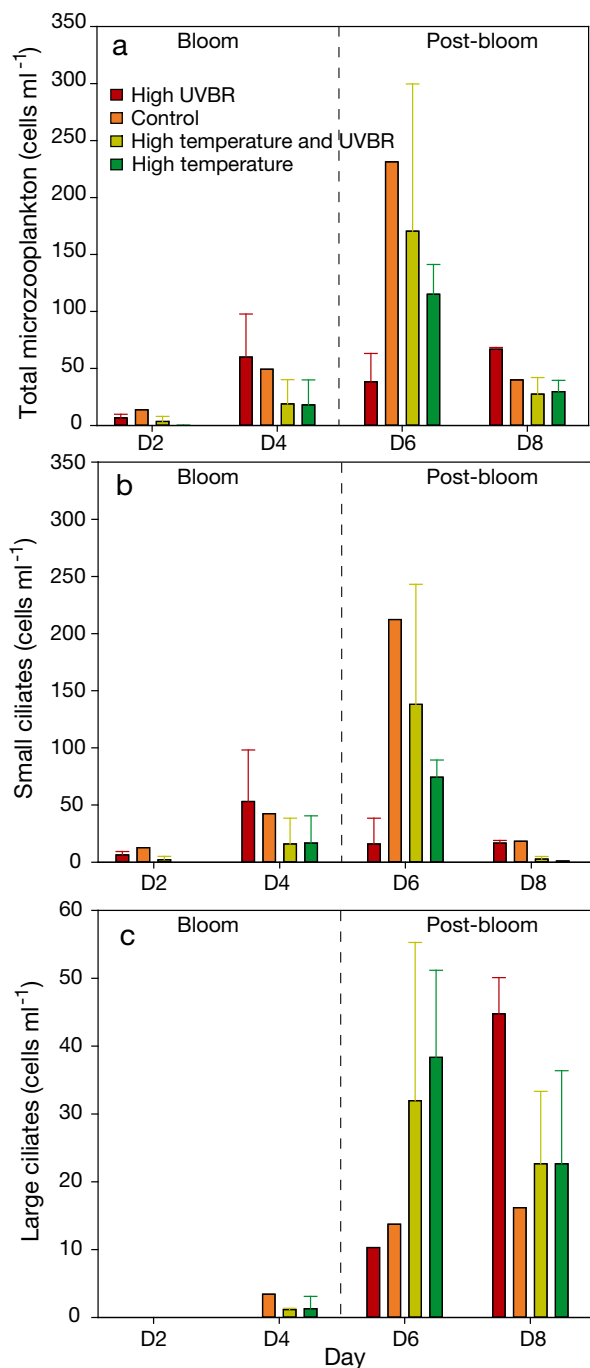 350
a
Bloom
Post-bloom
300
High UVBR
Control
High temperature and UVBR
High temperature
250
200
150
100
50
0
Total microzooplankton (cells ml⁻¹)
D2
D4
D6
D8
350
b
Bloom
Post-bloom
300
250
200
150
100
50
0
Small ciliates (cells ml⁻¹)
D2
D4
D6
D8
60
c
Bloom
Post-bloom
50
40
30
20
10
0
Large ciliates (cells ml⁻¹)
D2
D4
D6
D8
Day